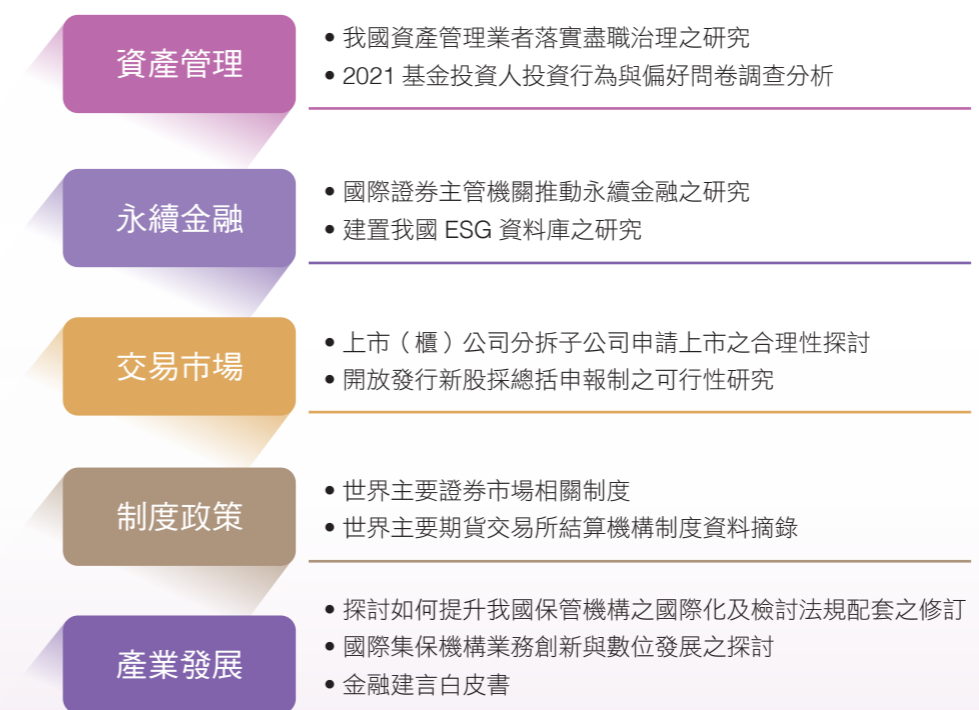 資產管理
• 我國資產管理業者落實盡職治理之研究
• 2021 基金投資人投資行為與偏好問卷調查分析
永續金融
• 國際證券主管機關推動永續金融之研究
• 建置我國 ESG 資料庫之研究
交易市場
• 上市（櫃）公司分拆子公司申請上市之合理性探討
• 開放發行新股採總括申報制之可行性研究
制度政策
• 世界主要證券市場相關制度
• 世界主要期貨交易所結算機構制度資料摘錄
產業發展
• 探討如何提升我國保管機構之國際化及檢討法規配套之修訂
• 國際集保機構業務創新與數位發展之探討
• 金融建言白皮書